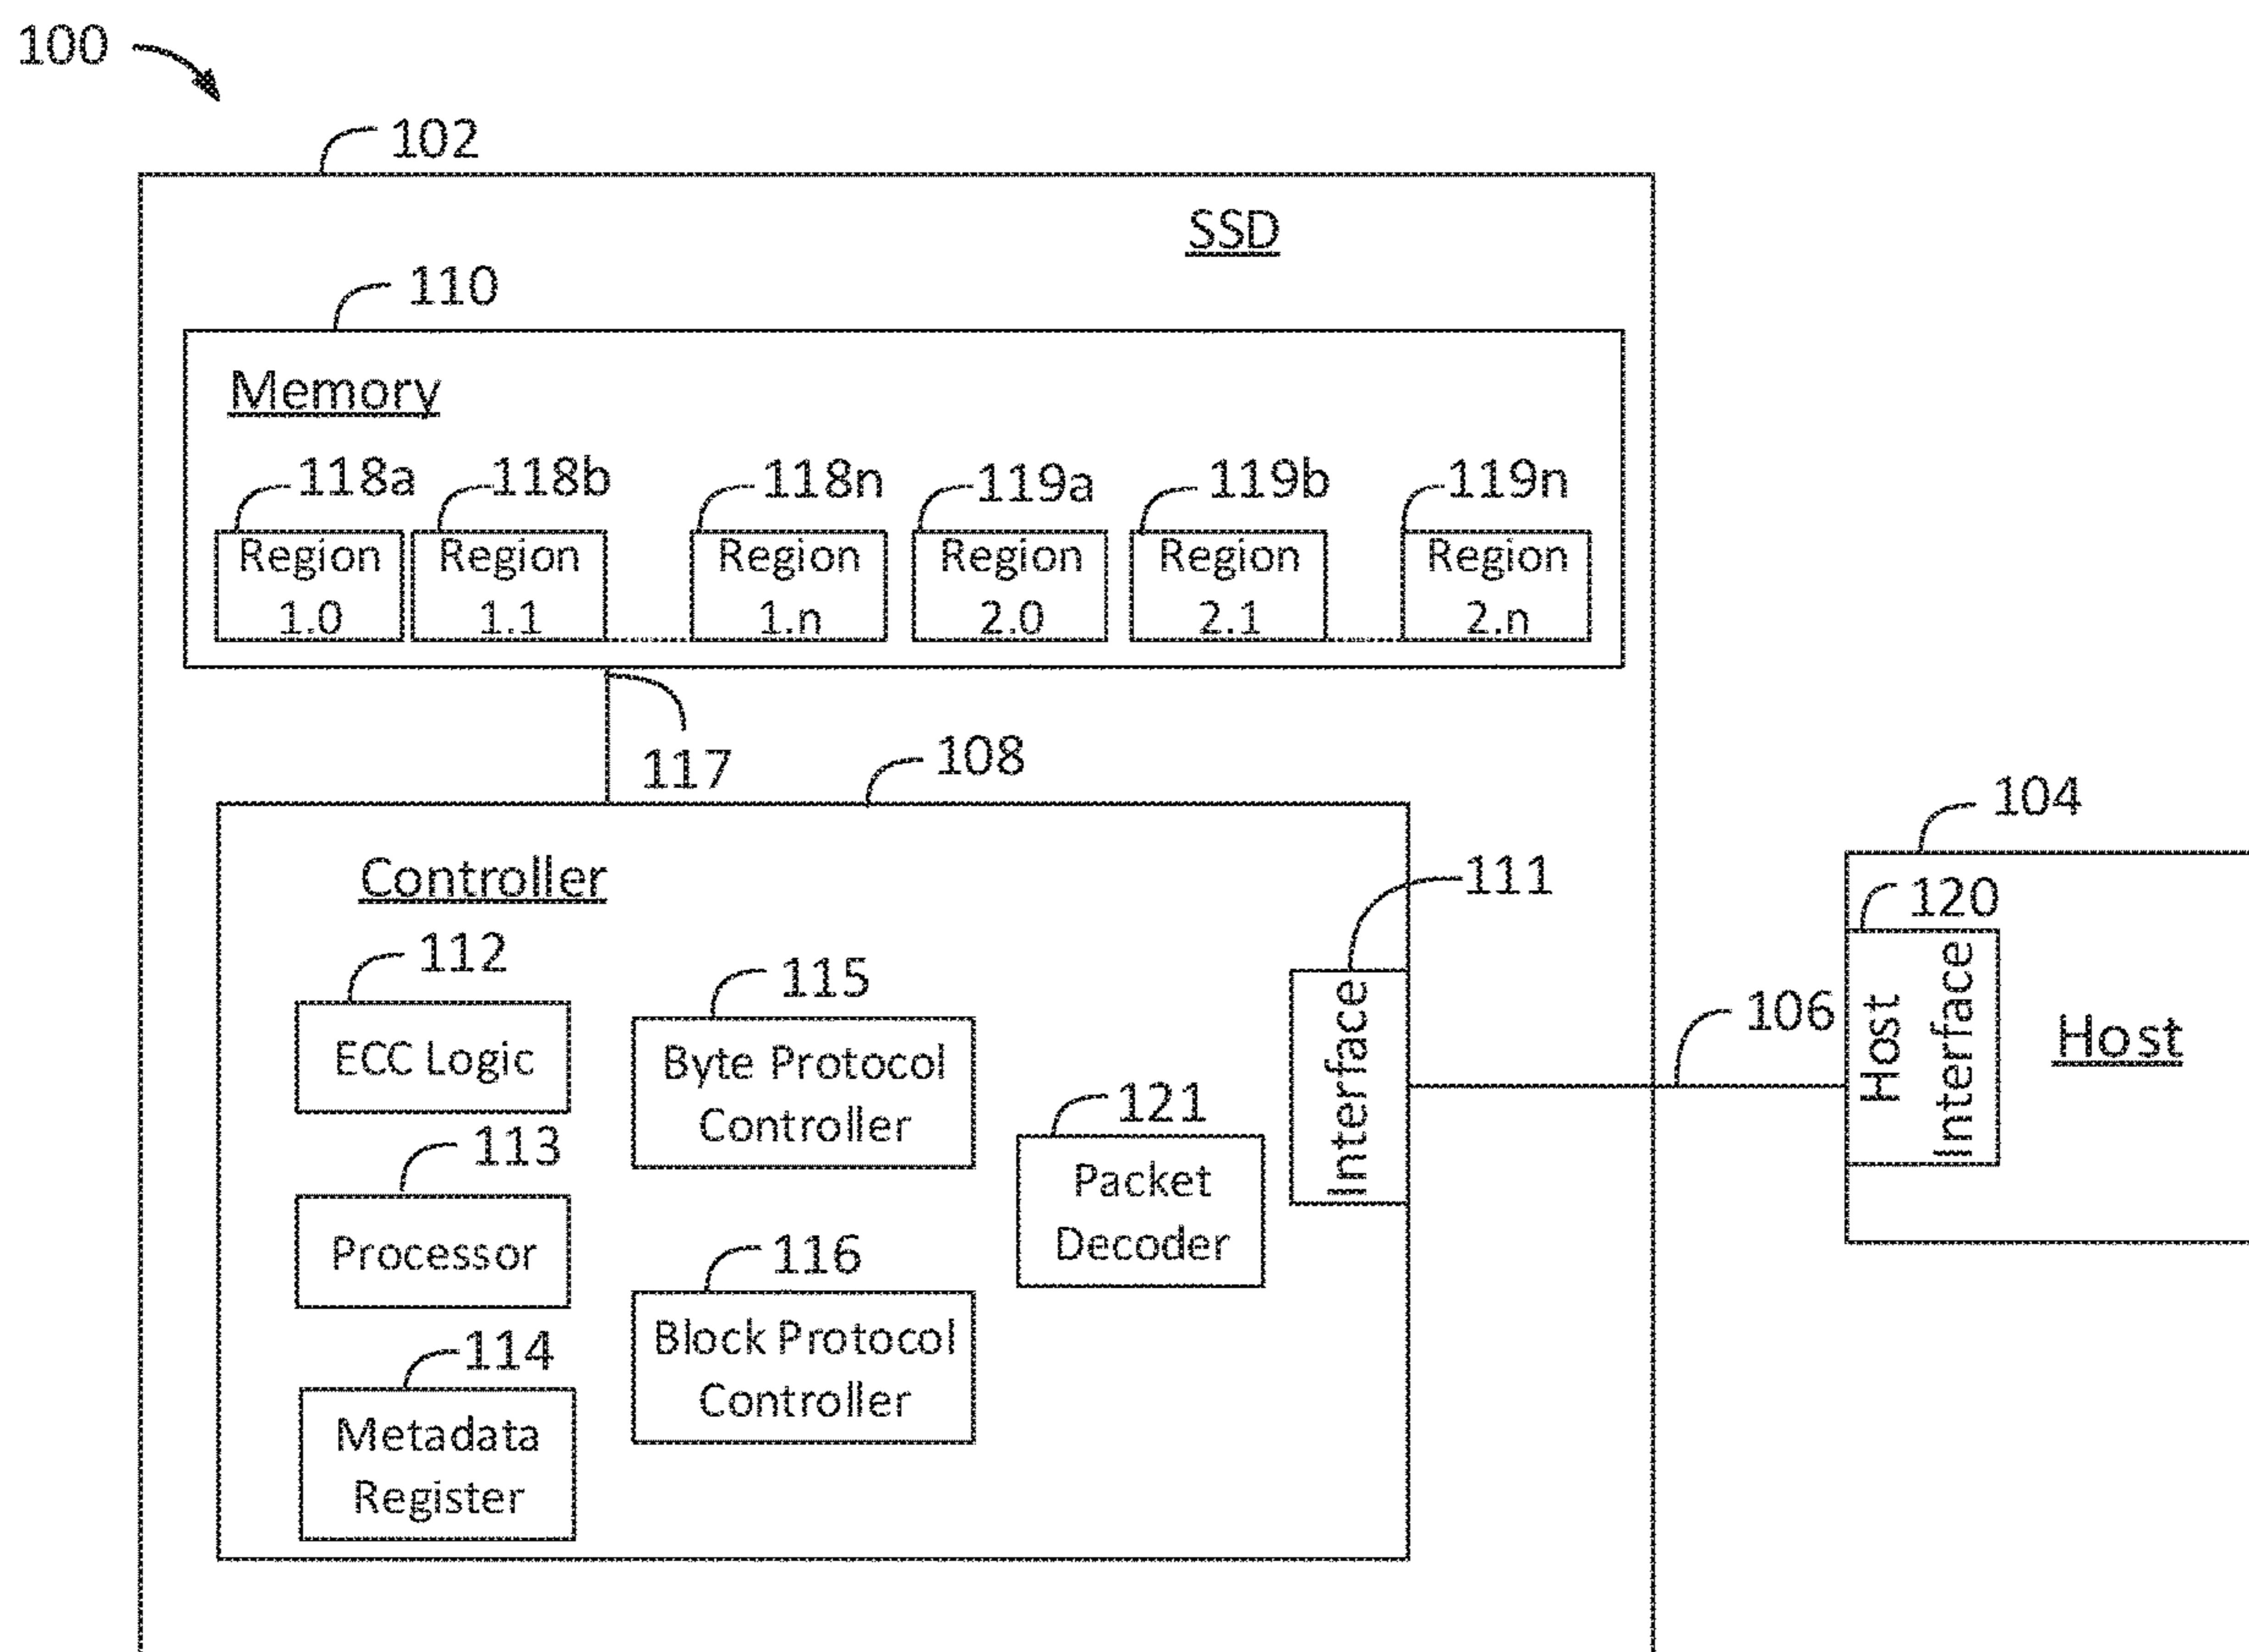 100
102
SSD
110
Memory
118a
118b
118n
119a
119b
119n
Region
1.0
Region
1.1
Region
1.n
Region
2.0
Region
2.1
Region
2.n
117
108
Controller
111
104
120
Host
Interface
Host
106
112
ECC Logic
115
Byte Protocol
Controller
Interface
121
Packet
Decoder
113
Processor
116
Block Protocol
Controller
114
Metadata
Register